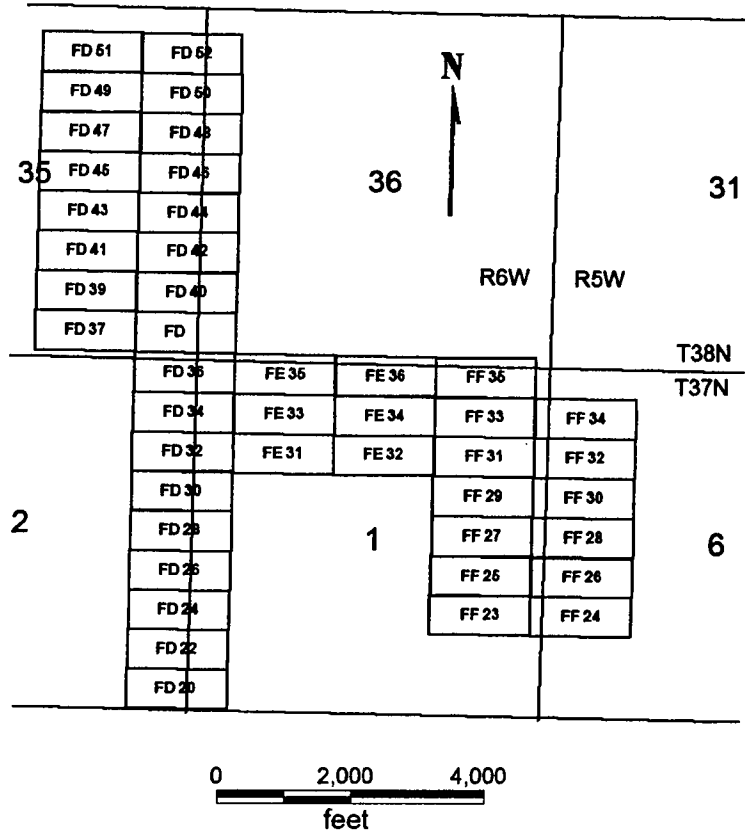 FD 51 FD 52
N
FD 49 FD 50
FD 47 FD 48
35 FD 45 FD 46 36 31
FD 43 FD 44
FD 41 FD 42
R6W R5W
FD 39 FD 40
FD 37 FD
T38N
FD 36 FE 35 FE 36 FF 35
T37N
FD 34 FE 33 FE 34 FF 33 FF 34
FD 32 FE 31 FE 32 FF 31 FF 32
FD 30 FF 29 FF 30
2 FD 28 1 FF 27 FF 28 6
FD 26 FF 25 FF 26
FD 24 FF 23 FF 24
FD 22
FD 20
0 2,000 4,000
feet